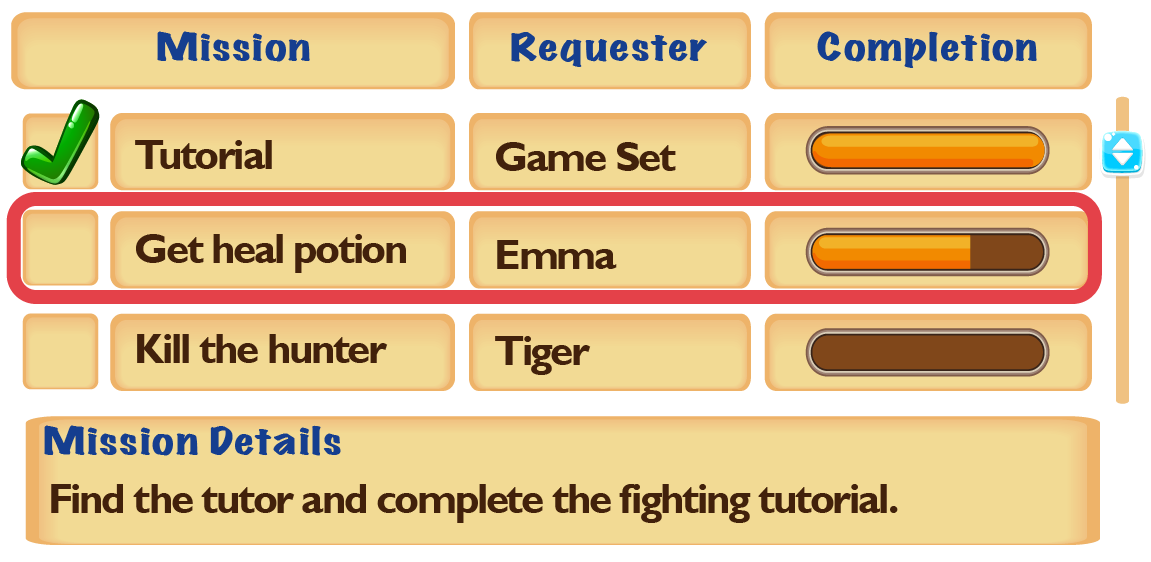 Mission Requester Completion
Tutorial Game Set
Get heal potion Emma
Kill the hunter Tiger
Mission Details
Find the tutor and complete the fighting tutorial.